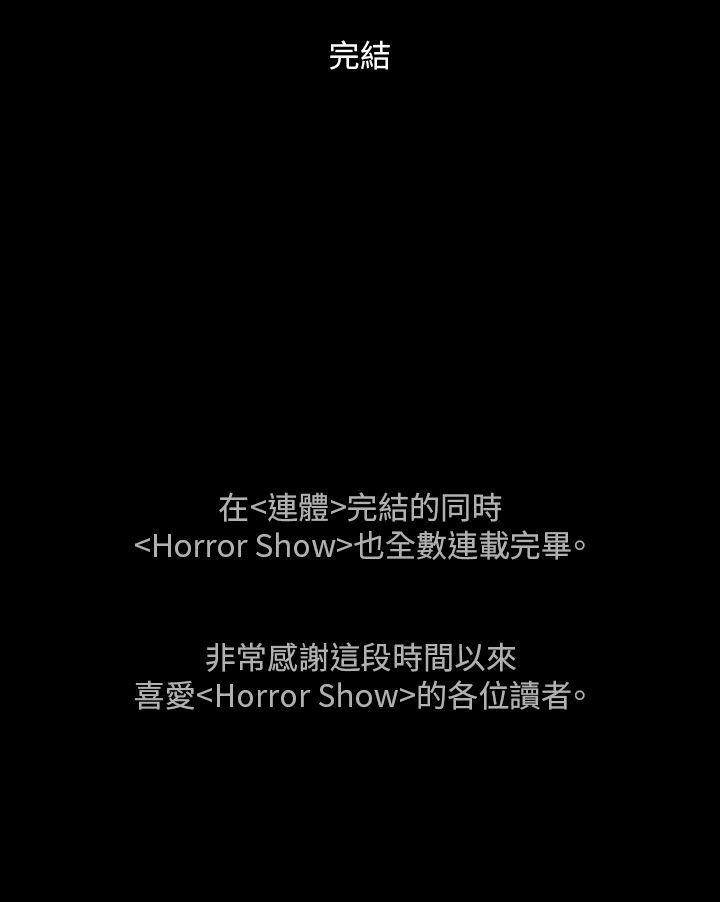 完結
在<連體>完結的同時
<Horror Show>也全數連載完畢。
非常感謝這段時間以來
喜愛<Horror Show>的各位讀者。